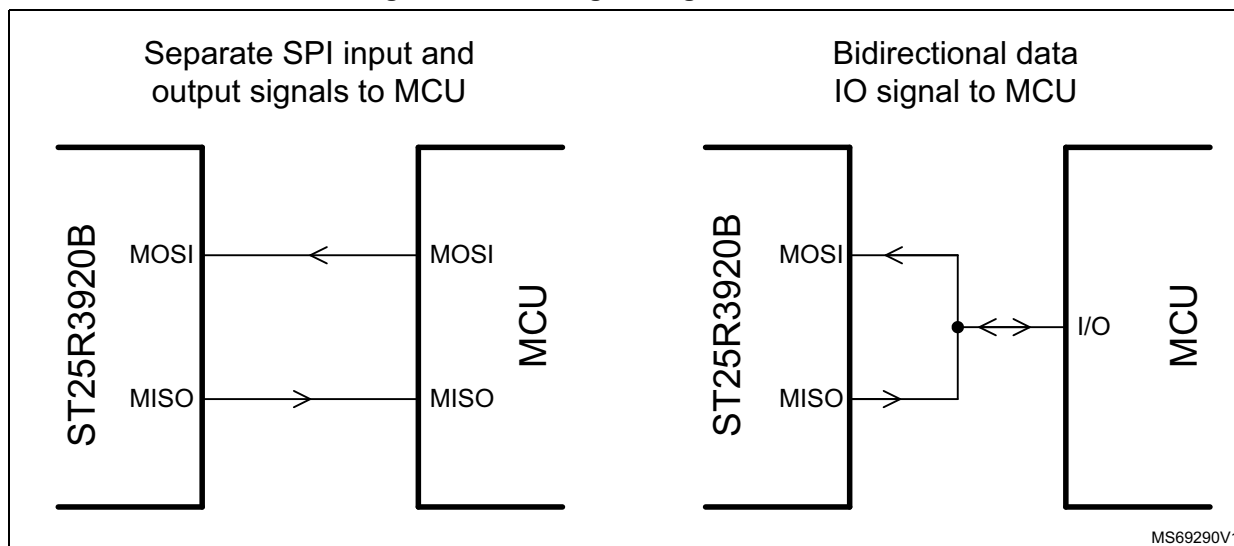 Separate SPI input and
output signals to MCU
ST25R3920B
MOSI
MISO
MOSI
MISO
MCU
Bidirectional data
IO signal to MCU
ST25R3920B
MOSI
MISO
I/O
MCU
MS69290V1